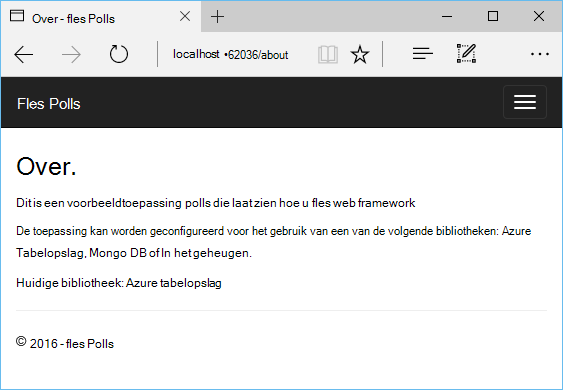 Over - fles Polls
localhost •62036/about
Fles Polls
Over.
Dit is een voorbeeldtoepassing polls die laat zien hoe u fles web framework
De toepassing kan worden geconfigureerd voor het gebruik van een van de volgende bibliotheken: Azure
Tabelopslag, Mongo DB of In het geheugen.
Huidige bibliotheek: Azure tabelopslag
© 2016 - fles Polls